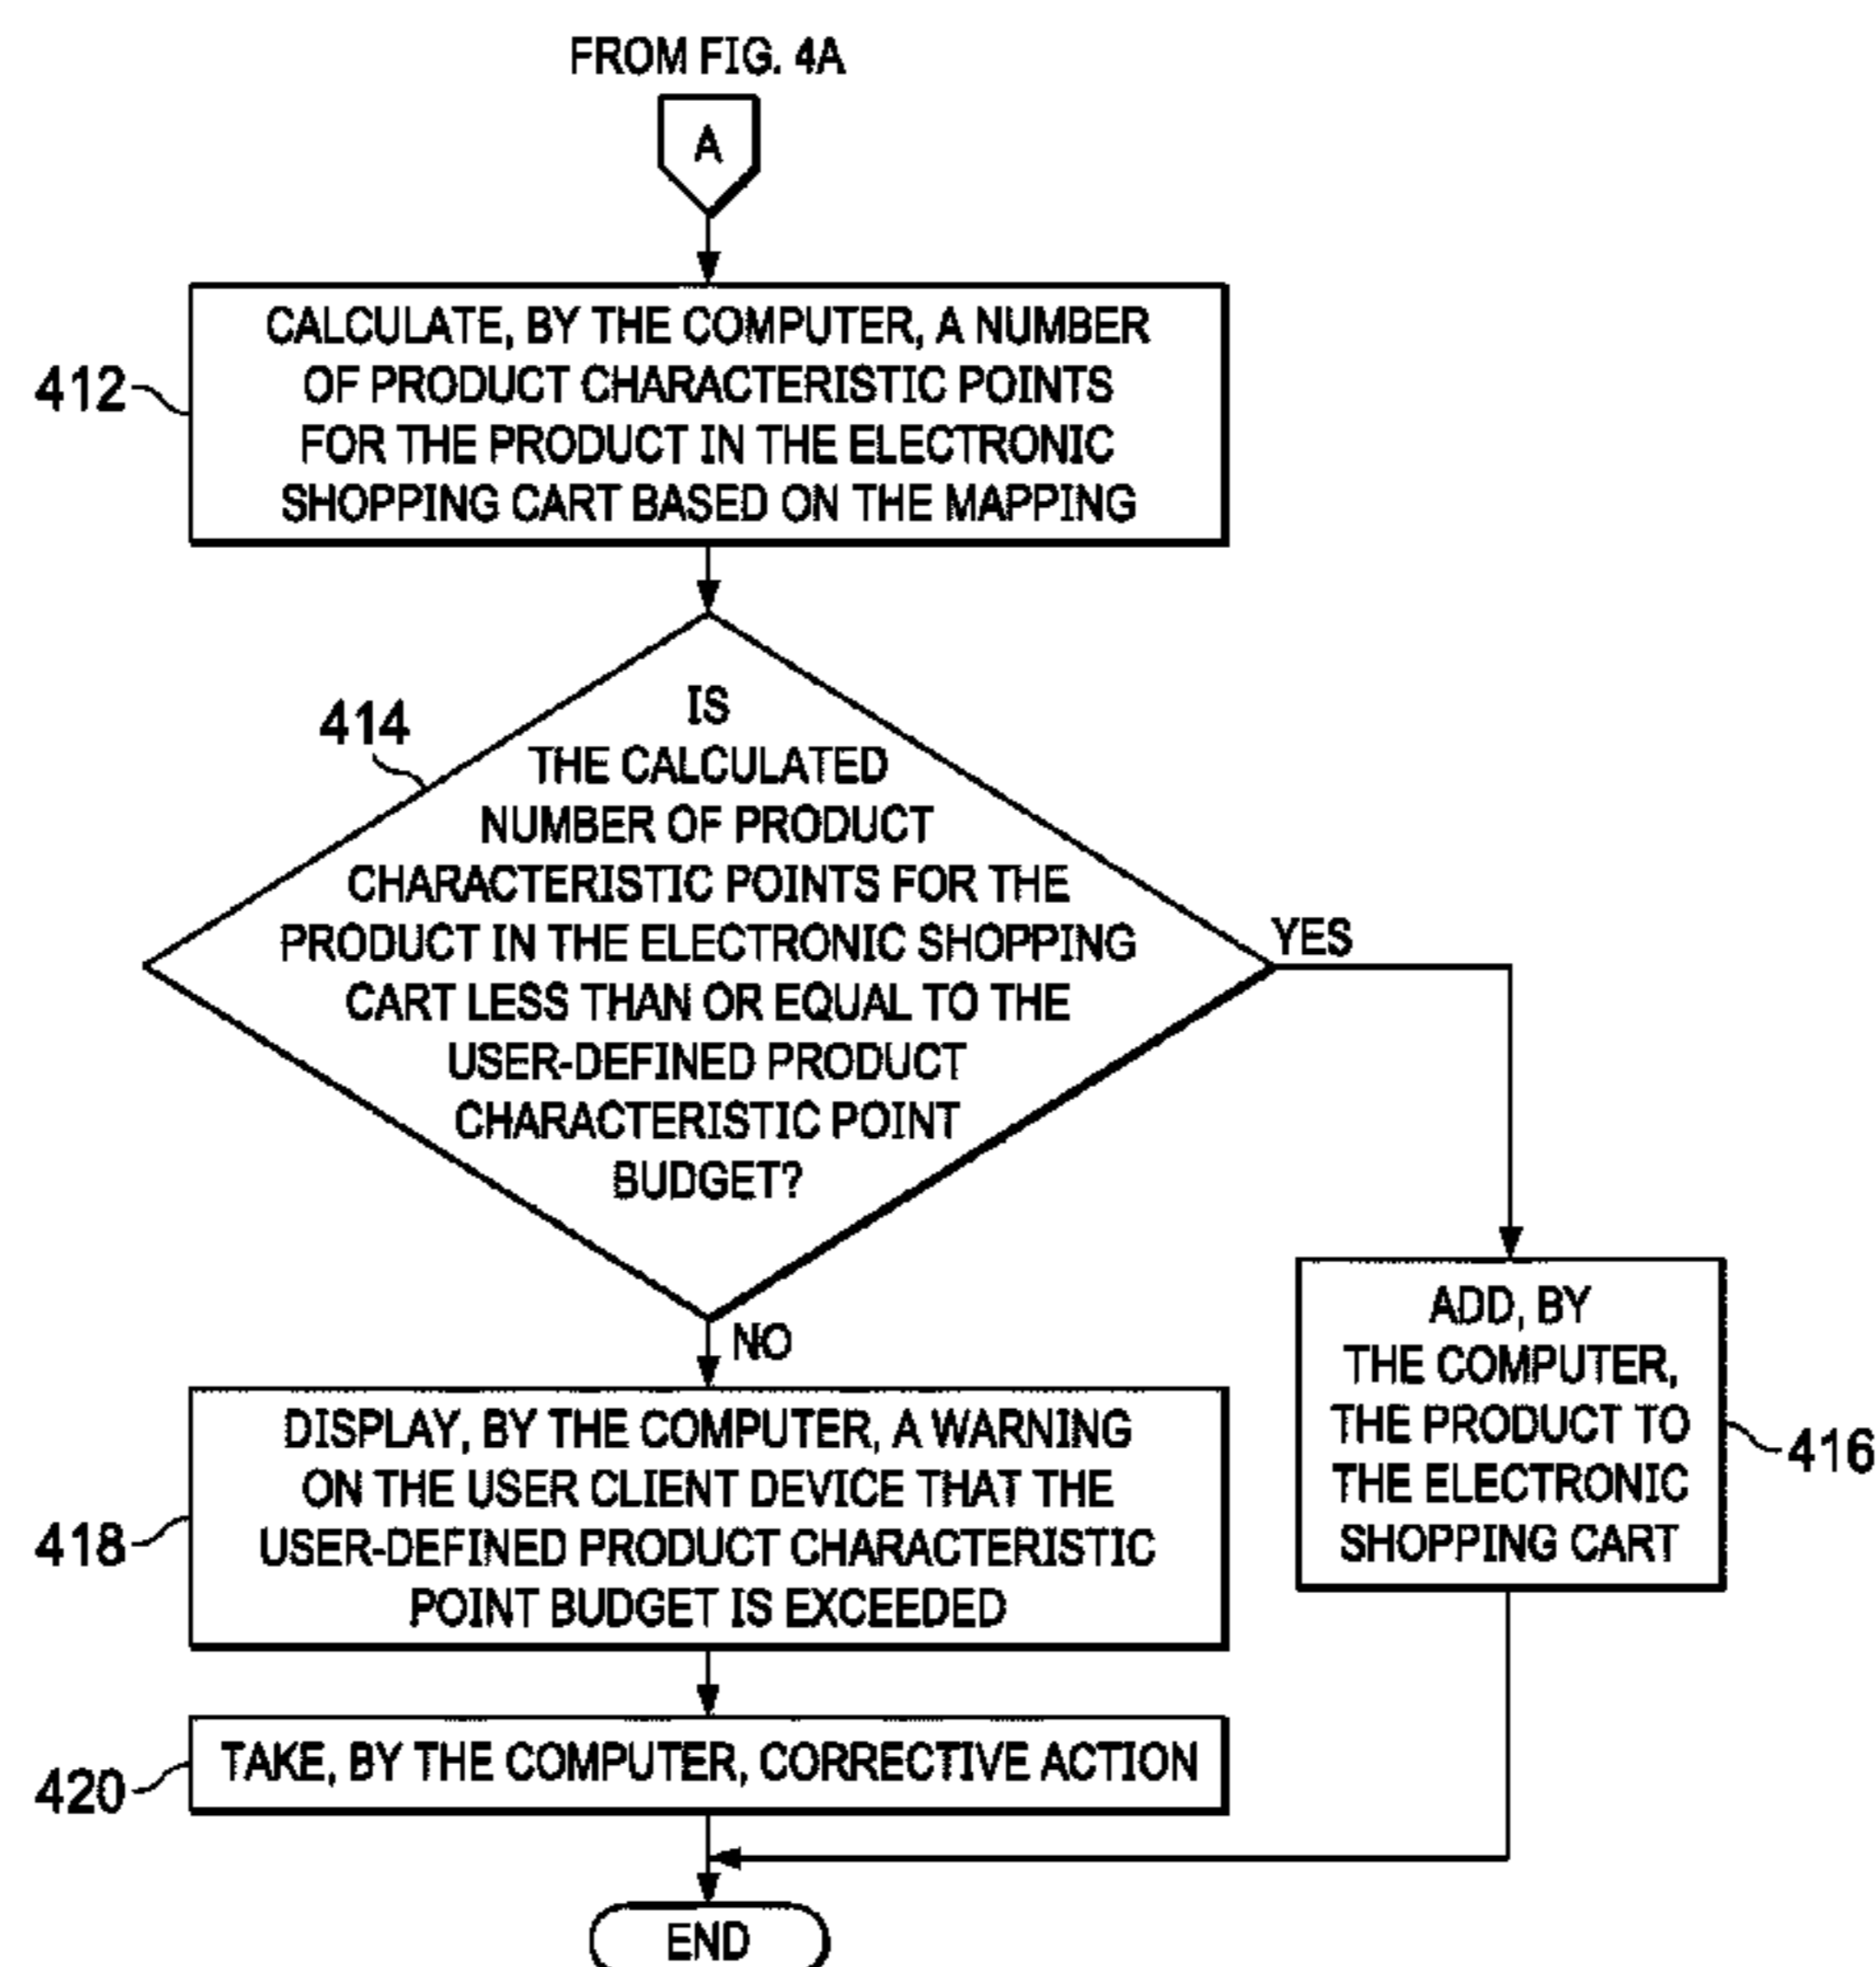 FROM FIG. 4A
A
412
CALCULATE, BY THE COMPUTER, A NUMBER
OF PRODUCT CHARACTERISTIC POINTS
FOR THE PRODUCT IN THE ELECTRONIC
SHOPPING CART BASED ON THE MAPPING
414
IS
THE CALCULATED
NUMBER OF PRODUCT
CHARACTERISTIC POINTS FOR THE
PRODUCT IN THE ELECTRONIC SHOPPING
CART LESS THAN OR EQUAL TO THE
USER-DEFINED PRODUCT
CHARACTERISTIC POINT
BUDGET?
YES
NO
ADD, BY
THE COMPUTER,
THE PRODUCT TO
THE ELECTRONIC
SHOPPING CART
416
418
DISPLAY, BY THE COMPUTER, A WARNING
ON THE USER CLIENT DEVICE THAT THE
USER-DEFINED PRODUCT CHARACTERISTIC
POINT BUDGET IS EXCEEDED
420
TAKE, BY THE COMPUTER, CORRECTIVE ACTION
END